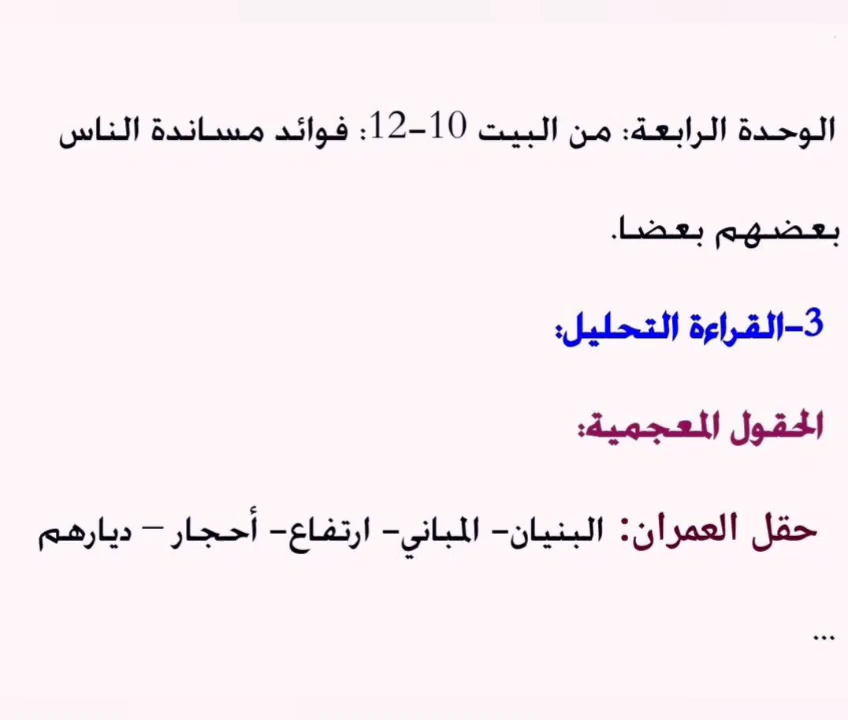 الوحدة الرابعة: من البيت 10-12: فوائد مساندة الناس
بعضهم بعضا.
3-القراءة التحليل:
الحقول المعجمية:
حقل العمران: البنيان- المباني- ارتفاع- أحجار – ديارهم
...